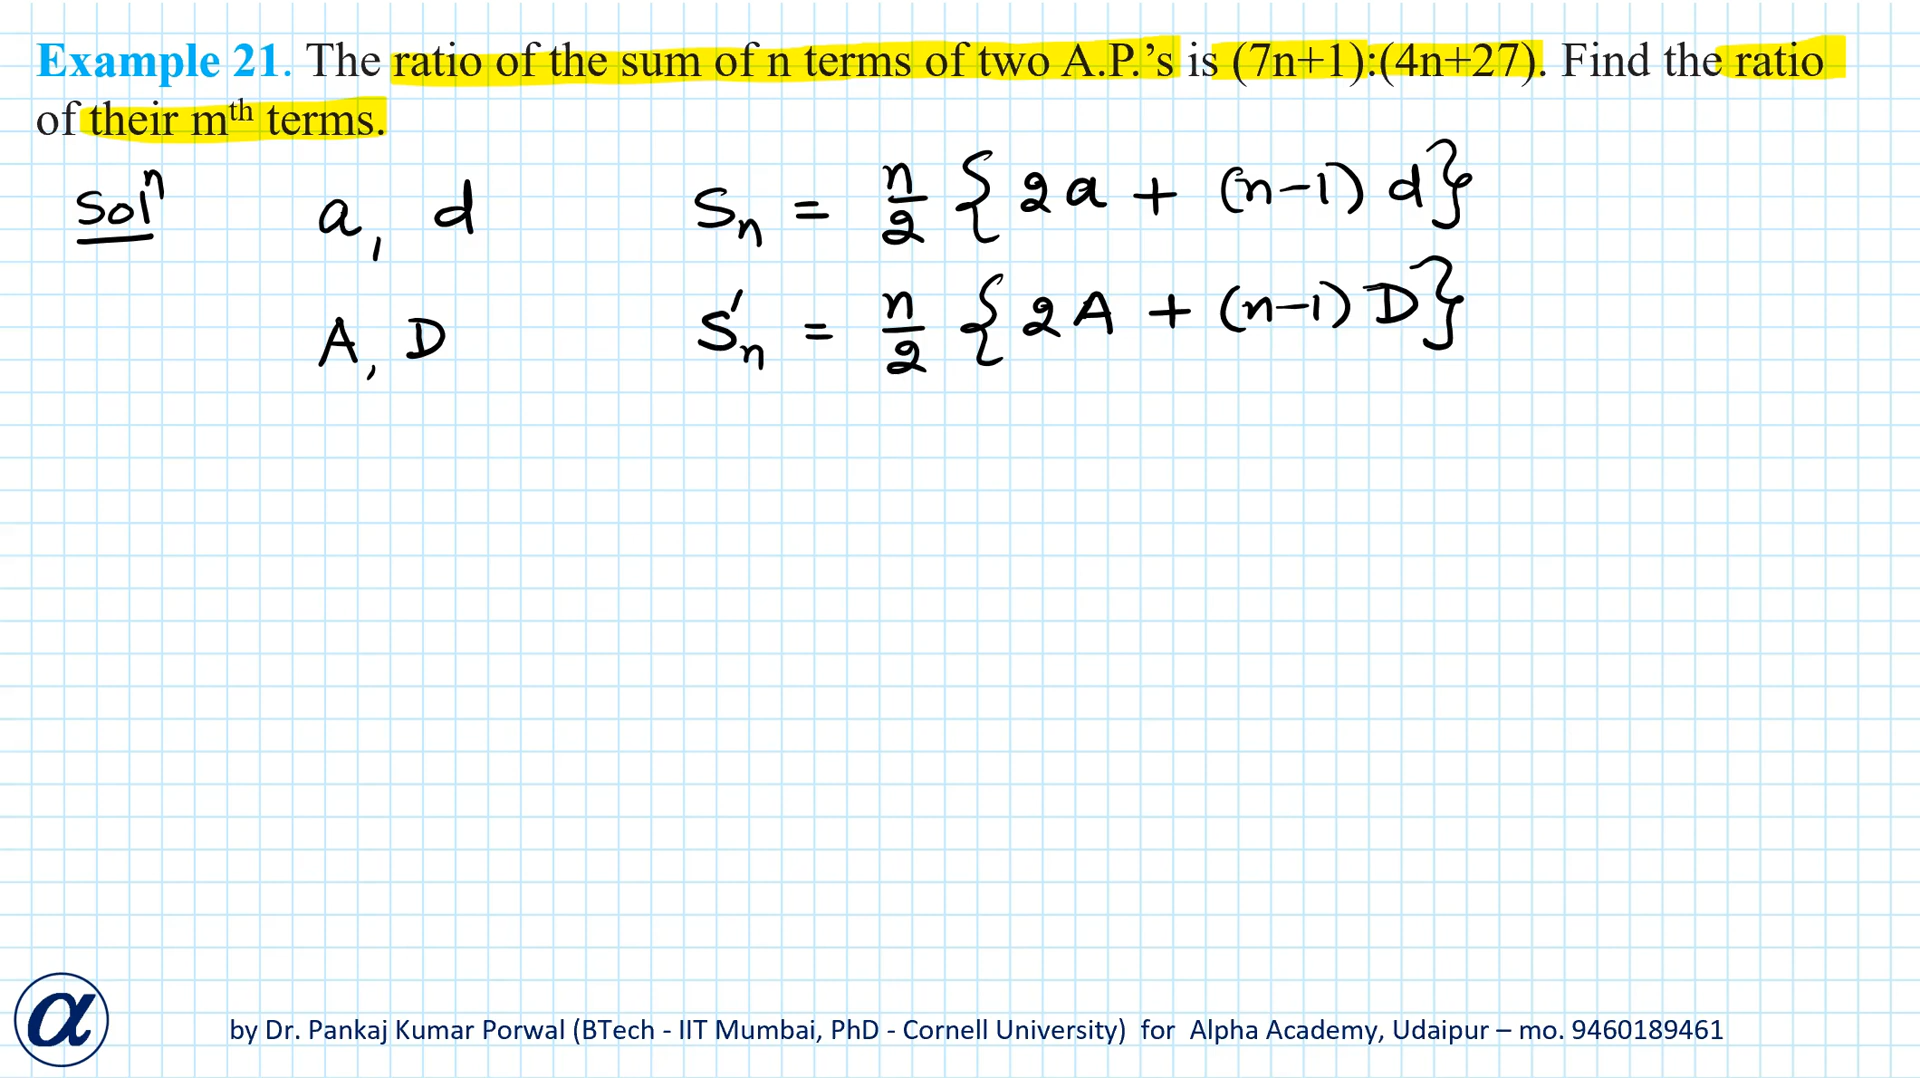 Example 21. The ratio of the sum of n terms of two A.P.’s is (7n+1):(4n+27). Find the ratio
of their mᵗʰ terms.
Solⁿ a, d Sₙ = n/2 {2a + (n-1) d}
A, D S'ₙ = n/2 {2A + (n-1) D}
α by Dr. Pankaj Kumar Porwal (BTech - IIT Mumbai, PhD - Cornell University) for Alpha Academy, Udaipur – mo. 9460189461